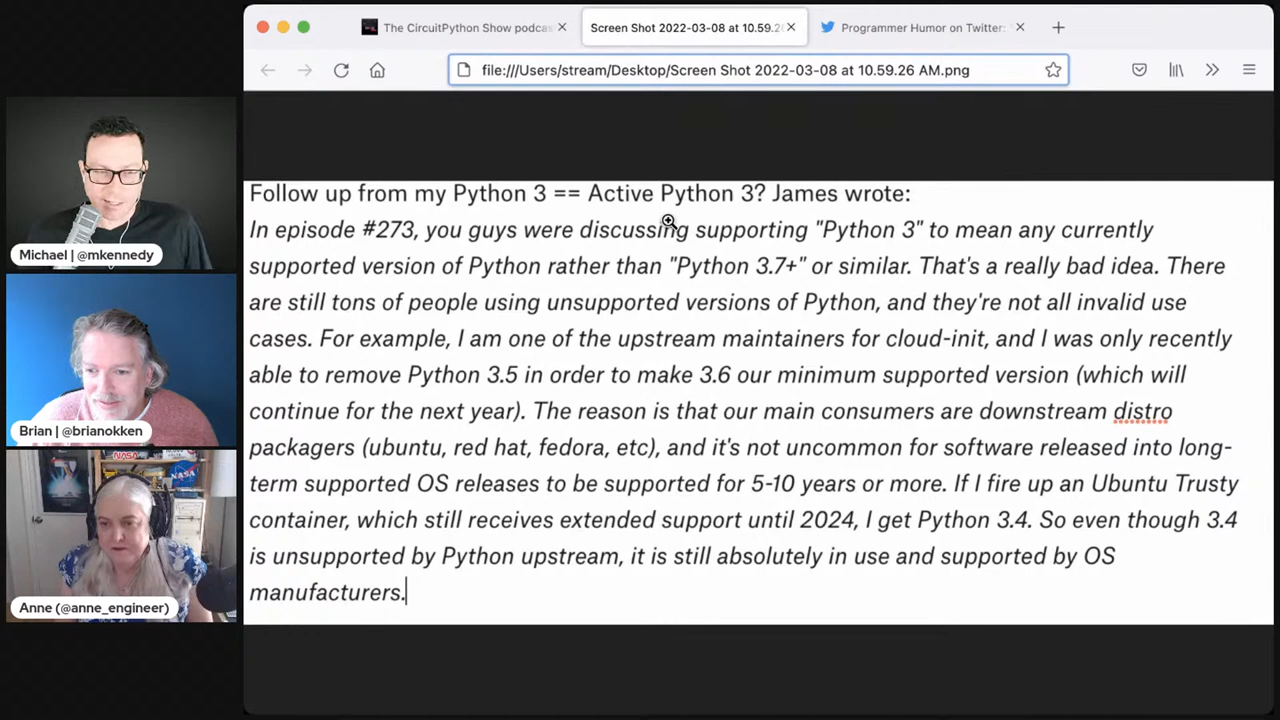 The CircuitPython Show podcas
Screen Shot 2022-03-08 at 10.59.2
Programmer Humor on Twitter:
file:///Users/stream/Desktop/Screen Shot 2022-03-08 at 10.59.26 AM.png
Follow up from my Python 3 == Active Python 3? James wrote:
In episode #273, you guys were discussing supporting "Python 3" to mean any currently
supported version of Python rather than "Python 3.7+" or similar. That's a really bad idea. There
are still tons of people using unsupported versions of Python, and they're not all invalid use
cases. For example, I am one of the upstream maintainers for cloud-init, and I was only recently
able to remove Python 3.5 in order to make 3.6 our minimum supported version (which will
continue for the next year). The reason is that our main consumers are downstream distro
packagers (ubuntu, red hat, fedora, etc), and it's not uncommon for software released into long-
term supported OS releases to be supported for 5-10 years or more. If I fire up an Ubuntu Trusty
container, which still receives extended support until 2024, I get Python 3.4. So even though 3.4
is unsupported by Python upstream, it is still absolutely in use and supported by OS
manufacturers.
Michael | @mkennedy
Brian | @brianokken
NASA
NASA
Anne (@anne_engineer)